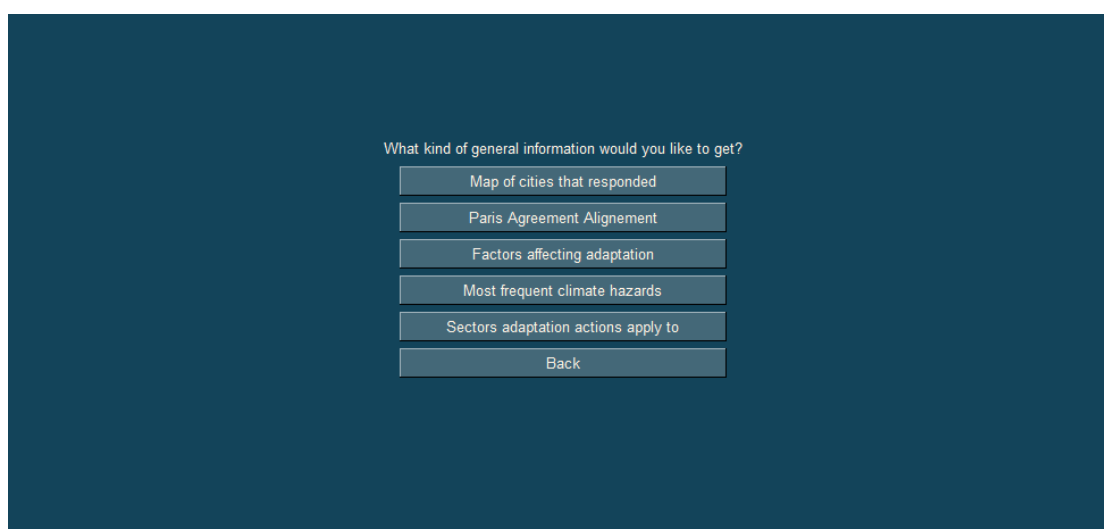 What kind of general information would you like to get?
Map of cities that responded
Paris Agreement Alignement
Factors affecting adaptation
Most frequent climate hazards
Sectors adaptation actions apply to
Back